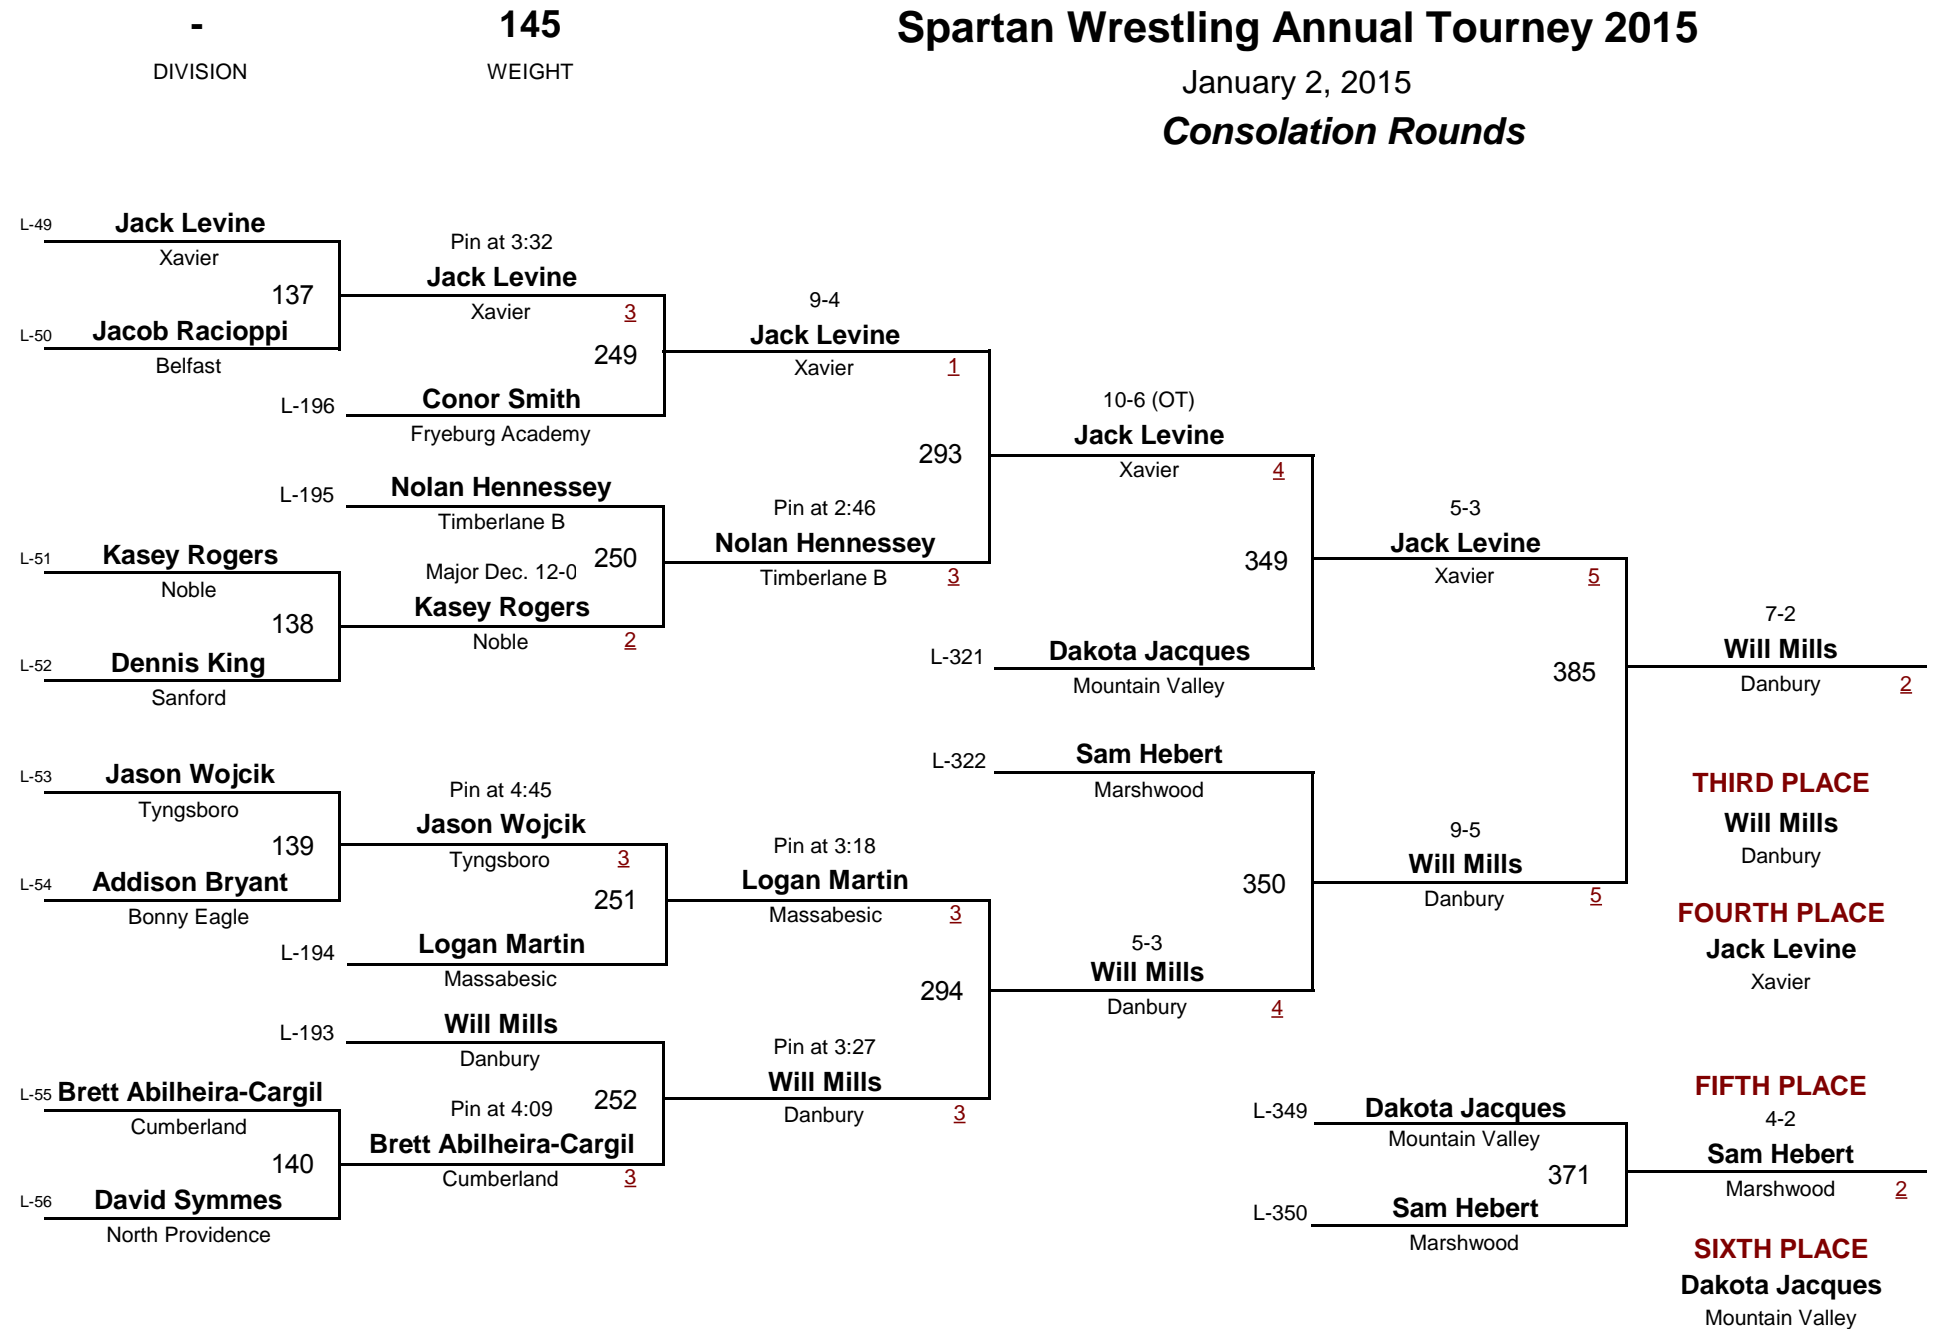 -
145
Spartan Wrestling Annual Tourney 2015
DIVISION
WEIGHT
January 2, 2015
Consolation Rounds
L-49
Jack Levine
Xavier
137
L-50
Jacob Racioppi
Belfast
L-51
Kasey Rogers
Noble
138
L-52
Dennis King
Sanford
L-53
Jason Wojcik
Tyngsboro
139
L-54
Addison Bryant
Bonny Eagle
L-55
Brett Abilheira-Cargil
Cumberland
140
L-56
David Symmes
North Providence
Pin at 3:32
Jack Levine
Xavier
3
249
L-196
Conor Smith
Fryeburg Academy
L-195
Nolan Hennessey
Timberlane B
250
Major Dec. 12-0
Kasey Rogers
Noble
2
Pin at 4:45
Jason Wojcik
Tyngsboro
3
251
L-194
Logan Martin
Massabesic
L-193
Will Mills
Danbury
252
Pin at 4:09
Brett Abilheira-Cargil
Cumberland
3
9-4
Jack Levine
Xavier
1
293
Pin at 2:46
Nolan Hennessey
Timberlane B
3
Pin at 3:18
Logan Martin
Massabesic
3
294
Pin at 3:27
Will Mills
Danbury
3
10-6 (OT)
Jack Levine
Xavier
4
349
L-321
Dakota Jacques
Mountain Valley
L-322
Sam Hebert
Marshwood
350
5-3
Will Mills
Danbury
4
5-3
Jack Levine
Xavier
5
385
9-5
Will Mills
Danbury
5
7-2
Will Mills
Danbury
2
THIRD PLACE
Will Mills
Danbury
FOURTH PLACE
Jack Levine
Xavier
L-349
Dakota Jacques
Mountain Valley
371
L-350
Sam Hebert
Marshwood
FIFTH PLACE
4-2
Sam Hebert
Marshwood
2
SIXTH PLACE
Dakota Jacques
Mountain Valley